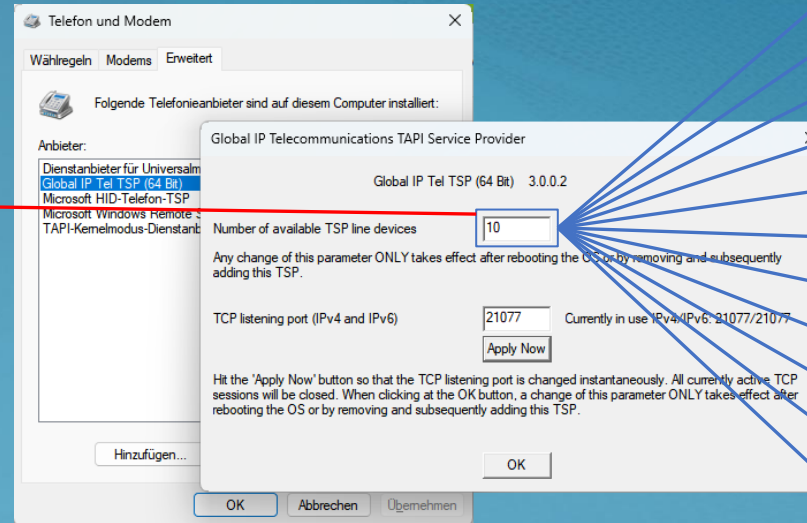 Telefon und Modem
Wählregeln Modems Erweitert
Folgende Telefonieanbieter sind auf diesem Computer installiert:
Anbieter:
Dienstanbieter für
Global IP Tel TSP (64 Bit)
Microsoft HID-Telefon-TSP
Microsoft Windows Remote
TAPI-Kernelmodus-Dienstanb
Hinzufügen...
OK Abbrechen Übernehmen
Global IP Telecommunications TAPI Service Provider
Global IP Tel TSP (64 Bit) 3.0.0.2
Number of available TSP line devices 10
Any change of this parameter ONLY takes effect after rebooting the OS or by removing and subsequently
adding this TSP.
TCP listening port (IPv4 and IPv6) 21077 Currently in use IPv4/IPv6: 21077/21077
Apply Now
Hit the 'Apply Now' button so that the TCP listening port is changed instantaneously. All currently active TCP
sessions will be closed. When clicking at the OK button, a change of this parameter ONLY takes effect after
rebooting the OS or by removing and subsequently adding this TSP.
OK